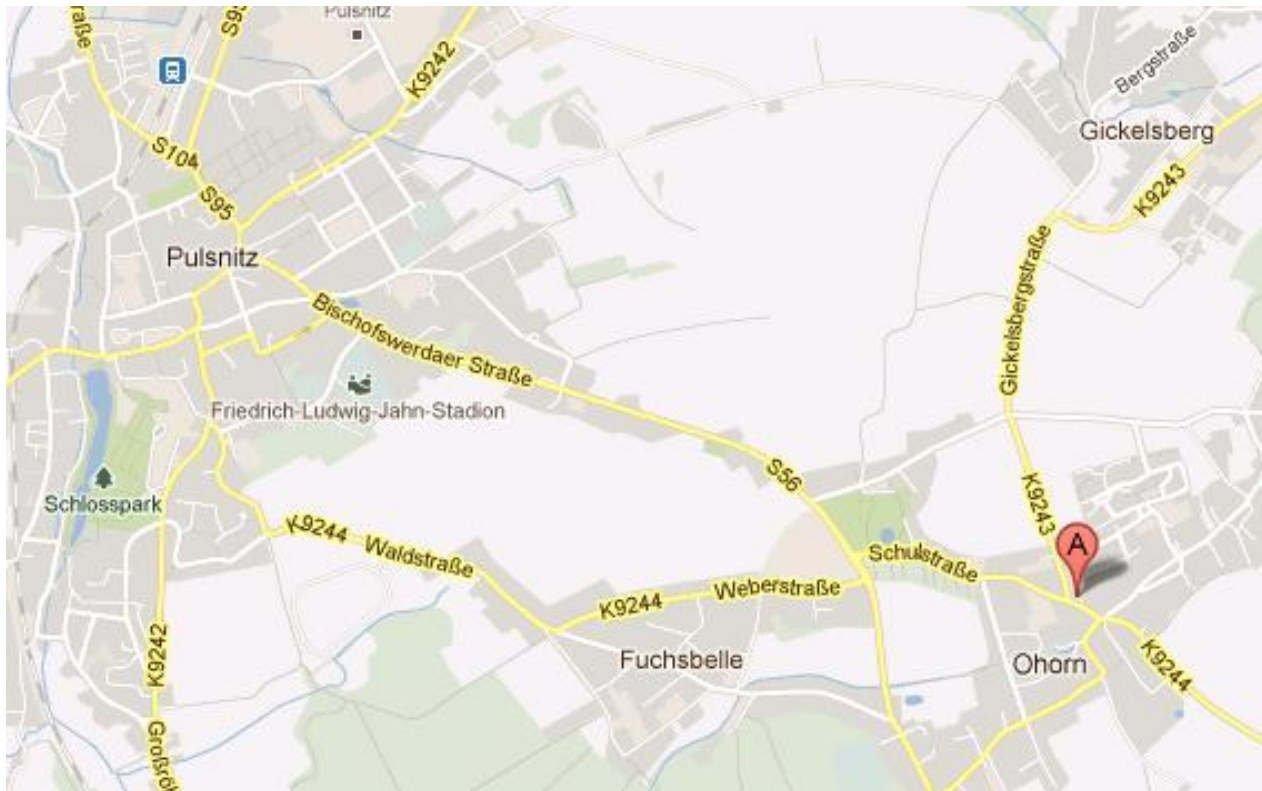 Pulsnitz
S95
K9242
Bergstraße
Gickelsberg
S104
K9243
S95
Pulsnitz
Gickelsbergstraße
Bischofswerdaer Straße
Friedrich-Ludwig-Jahn-Stadion
S56
Schlosspark
K9243
K9244 Waldstraße
A
Schulstraße
Weberstraße
K9244
K9242
Fuchsbelle
Ohorn
K9244